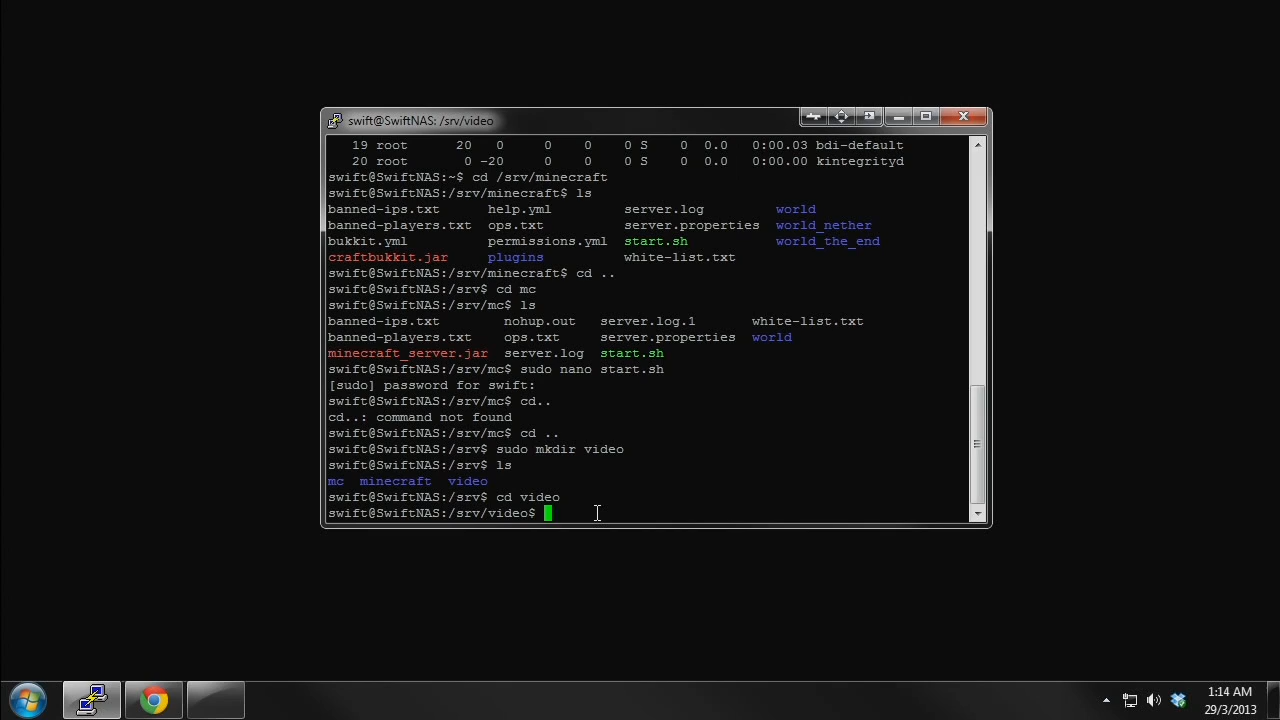 swift@SwiftNAS: /srv/video
19 root 20 0 0 0 0 S 0 0.0 0:00.03 bdi-default
20 root 0 -20 0 0 0 S 0 0.0 0:00.00 kintegrityd
swift@SwiftNAS:~$ cd /srv/minecraft
swift@SwiftNAS:/srv/minecraft$ ls
banned-ips.txt help.yml server.log world
banned-players.txt ops.txt server.properties world_nether
bukkit.yml permissions.yml start.sh world_the_end
craftbukkit.jar plugins white-list.txt
swift@SwiftNAS:/srv/minecraft$ cd ..
swift@SwiftNAS:/srv$ cd mc
swift@SwiftNAS:/srv/mc$ ls
banned-ips.txt nohup.out server.log.1 white-list.txt
banned-players.txt ops.txt server.properties world
minecraft_server.jar server.log start.sh
swift@SwiftNAS:/srv/mc$ sudo nano start.sh
[sudo] password for swift:
swift@SwiftNAS:/srv/mc$ cd..
cd..: command not found
swift@SwiftNAS:/srv/mc$ cd ..
swift@SwiftNAS:/srv$ sudo mkdir video
swift@SwiftNAS:/srv$ ls
mc minecraft video
swift@SwiftNAS:/srv$ cd video
swift@SwiftNAS:/srv/video$
1:14 AM
29/3/2013